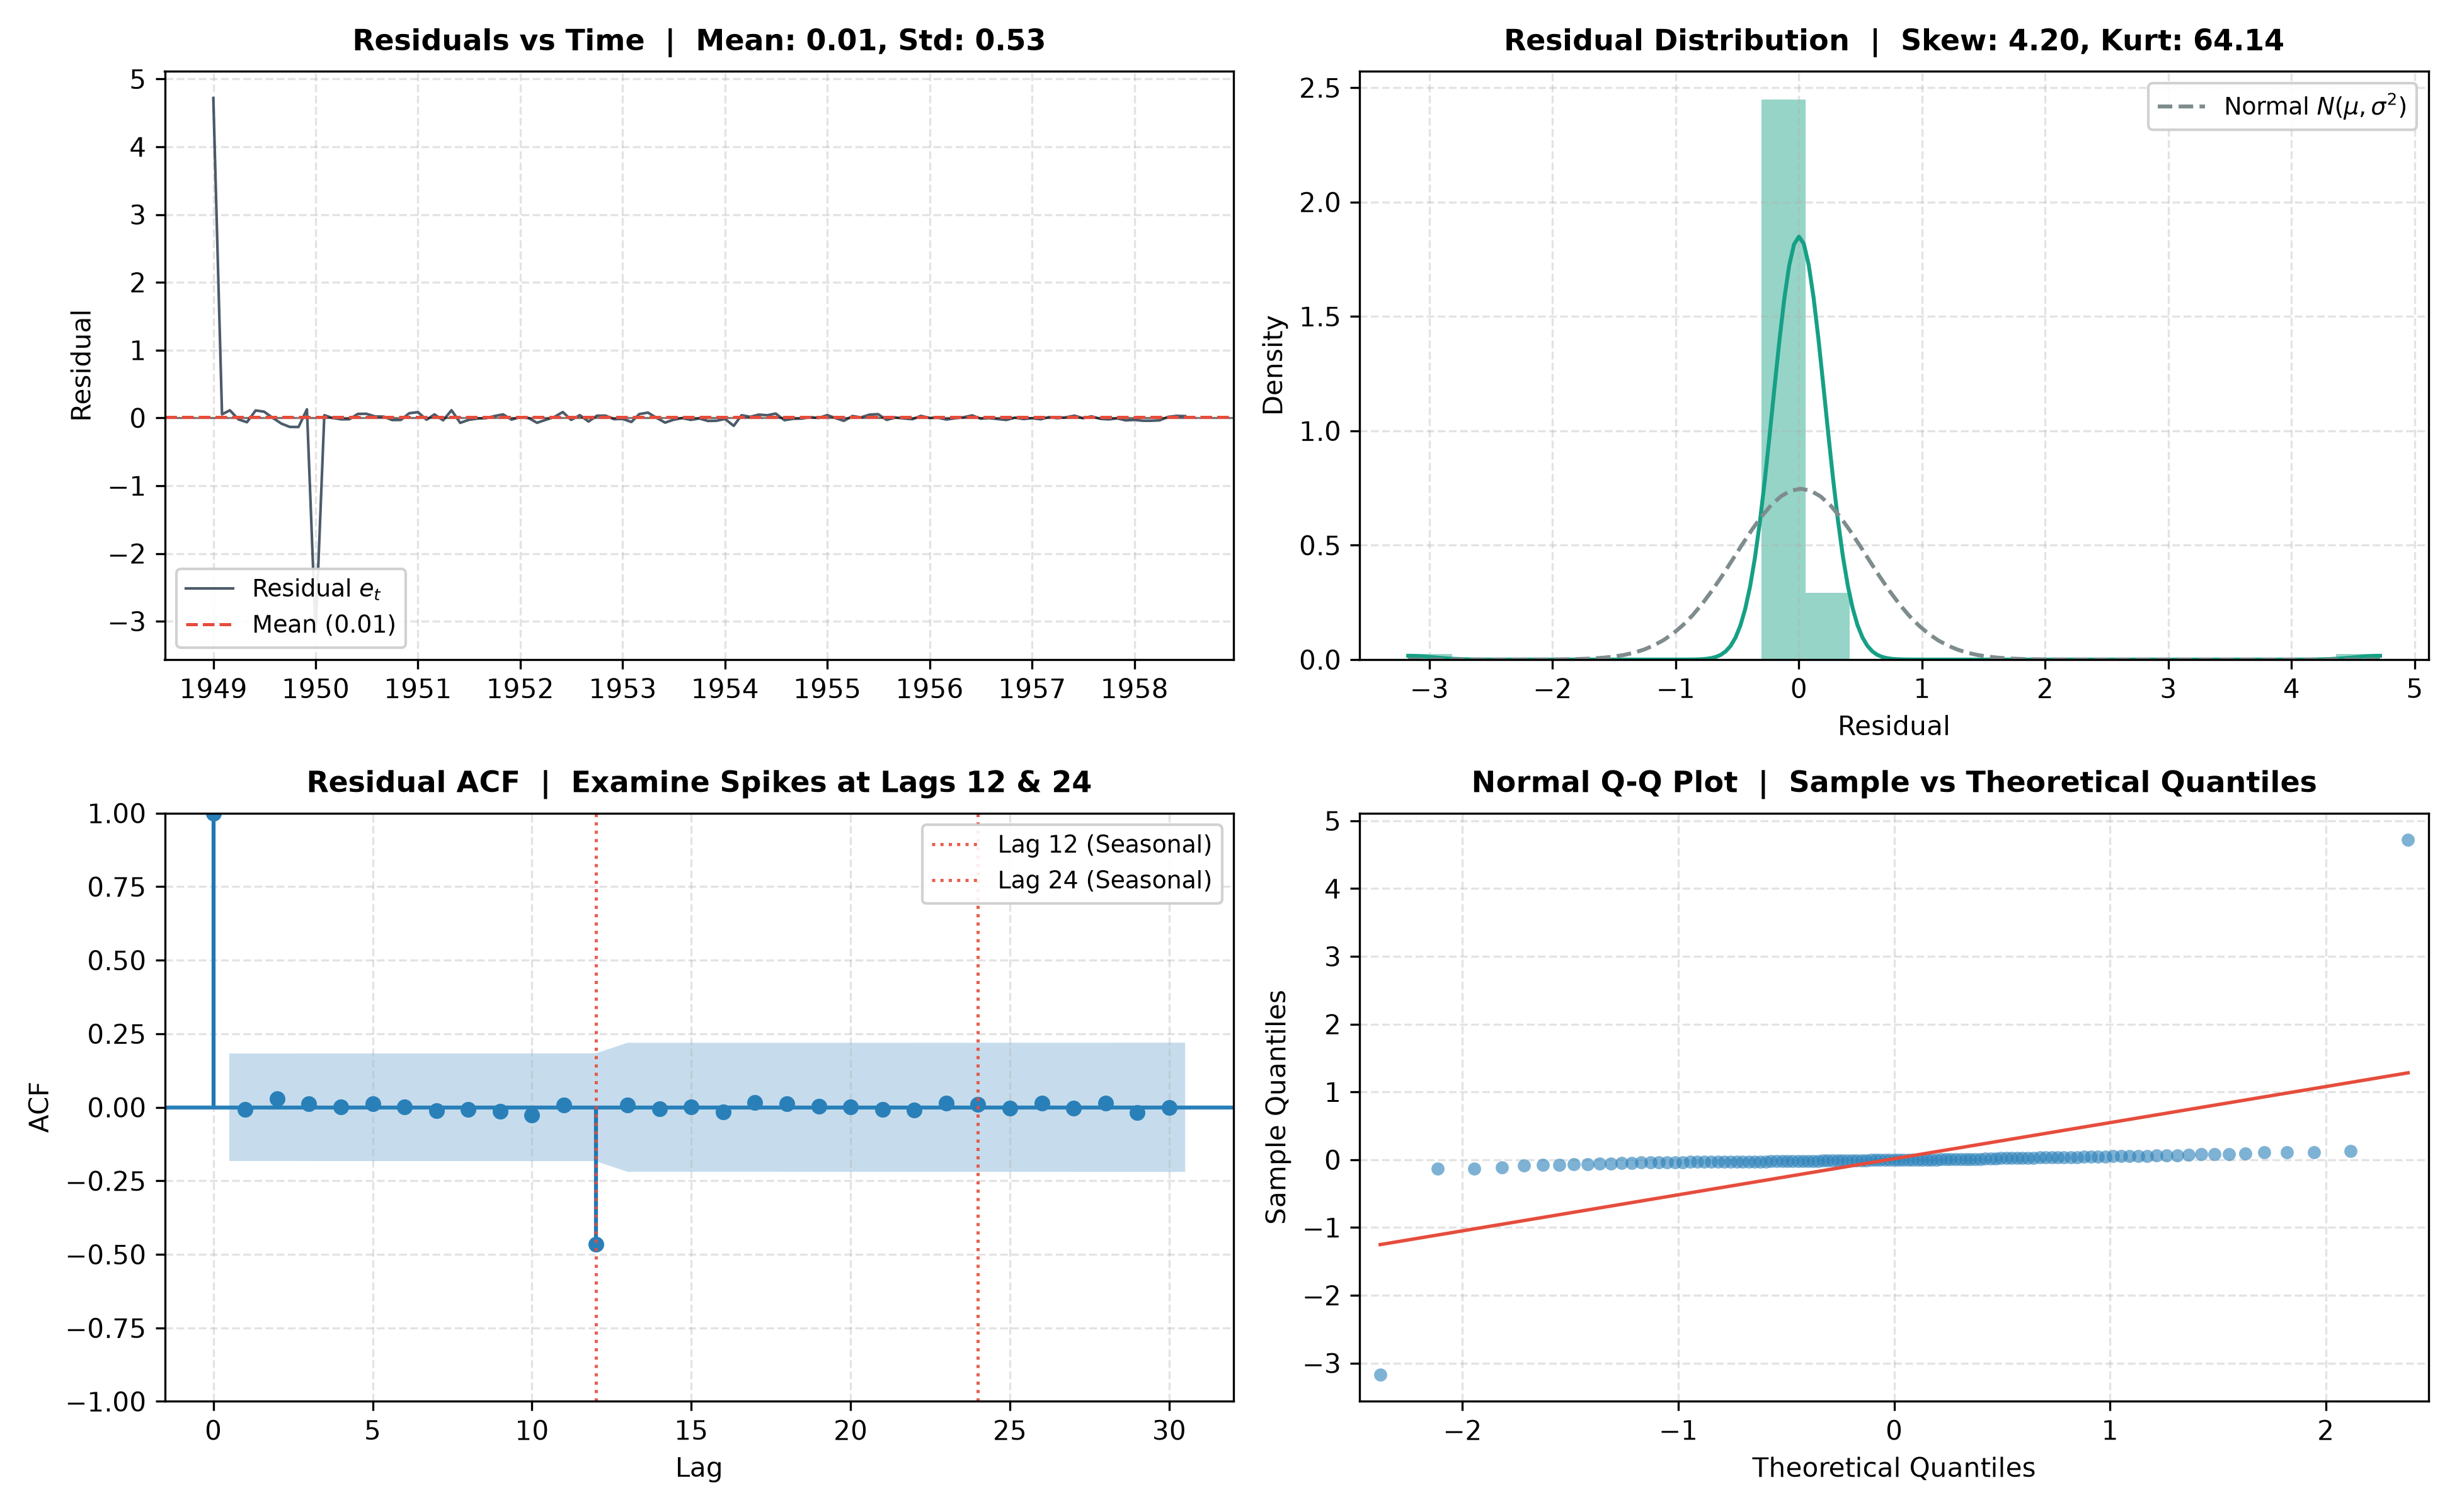 Residuals vs Time | Mean: 0.01, Std: 0.53
5
4
3
2
1
0
−1
−2
−3
Residual
Residual e_t
Mean (0.01)
1949 1950 1951 1952 1953 1954 1955 1956 1957 1958
Residual Distribution | Skew: 4.20, Kurt: 64.14
2.5
2.0
1.5
1.0
0.5
0.0
Density
Normal N(μ, σ²)
−3 −2 −1 0 1 2 3 4 5
Residual
Residual ACF | Examine Spikes at Lags 12 & 24
1.00
0.75
0.50
0.25
0.00
−0.25
−0.50
−0.75
−1.00
ACF
Lag 12 (Seasonal)
Lag 24 (Seasonal)
0 5 10 15 20 25 30
Lag
Normal Q-Q Plot | Sample vs Theoretical Quantiles
5
4
3
2
1
0
−1
−2
−3
Sample Quantiles
−2 −1 0 1 2
Theoretical Quantiles